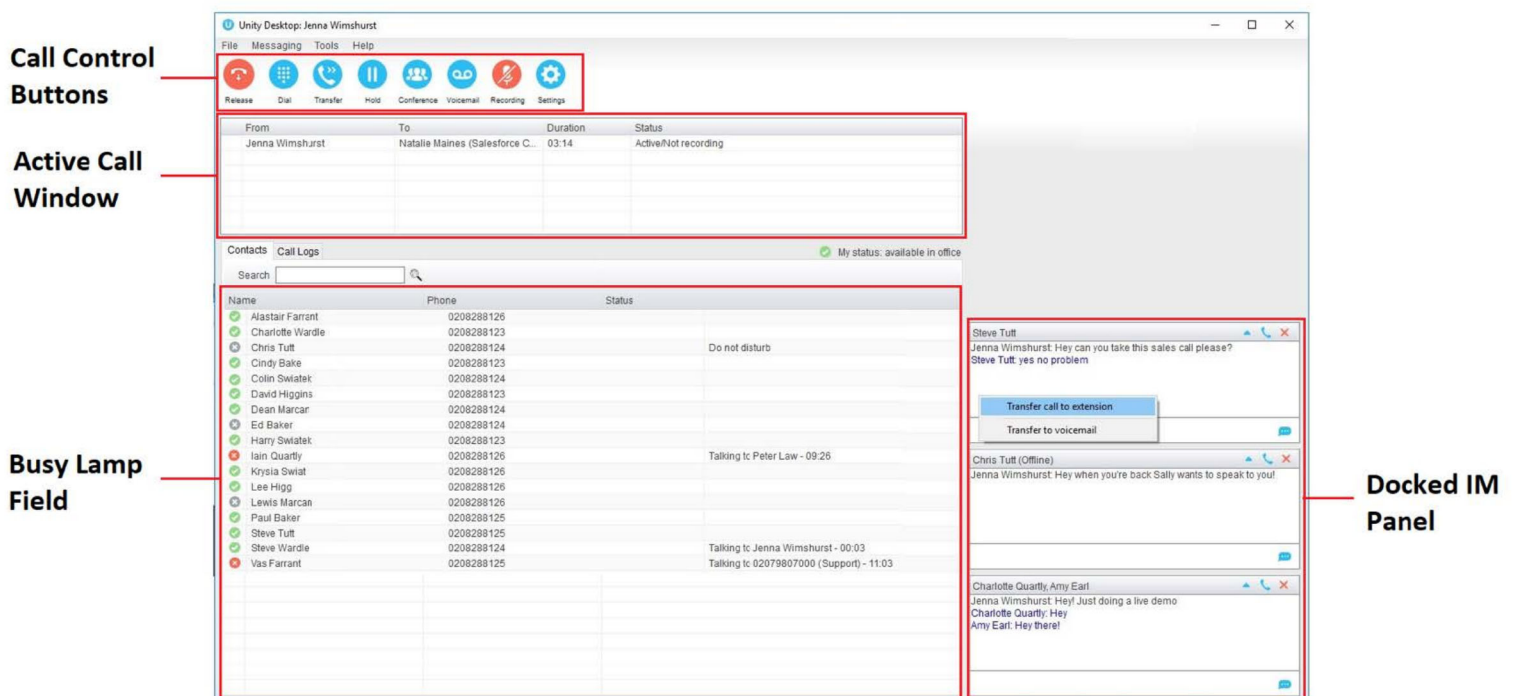 Unity Desktop: Jenna Wimshurst
File Messaging Tools Help
Call Control
Buttons
Release Dial Transfer Hold Conference Voicemail Recording Settings
From To Duration Status
Jenna Wimshurst Natalie Maines (Salesforce C... 03:14 Active/Not recording
Active Call
Window
Contacts Call Logs My status: available in office
Search
Name Phone Status
Alastair Farrant 0208288126
Charlotte Wardle 0208288123
Chris Tutt 0208288124 Do not disturb
Cindy Bake 0208288123
Colin Swiatek 0208288124
David Higgins 0208288123
Dean Marcar 0208288124
Ed Baker 0208288124
Harry Swiatek 0208288123
Iain Quartly 0208288126 Talking to Peter Law - 09:26
Krysia Swiat 0208288126
Lee Higg 0208288126
Lewis Marcan 0208288126
Paul Baker 0208288125
Steve Tutt 0208288125
Steve Wardle 0208288124 Talking to Jenna Wimshurst - 00:03
Vas Farrant 0208288125 Talking to 02079807000 (Support) - 11:03
Busy Lamp
Field
Steve Tutt
Jenna Wimshurst: Hey can you take this sales call please?
Steve Tutt: yes no problem
Transfer call to extension
Transfer to voicemail
Chris Tutt (Offline)
Jenna Wimshurst: Hey when you're back Sally wants to speak to you!
Charlotte Quartly, Amy Earl
Jenna Wimshurst: Hey! Just doing a live demo
Charlotte Quartly: Hey
Amy Earl: Hey there!
Docked IM
Panel